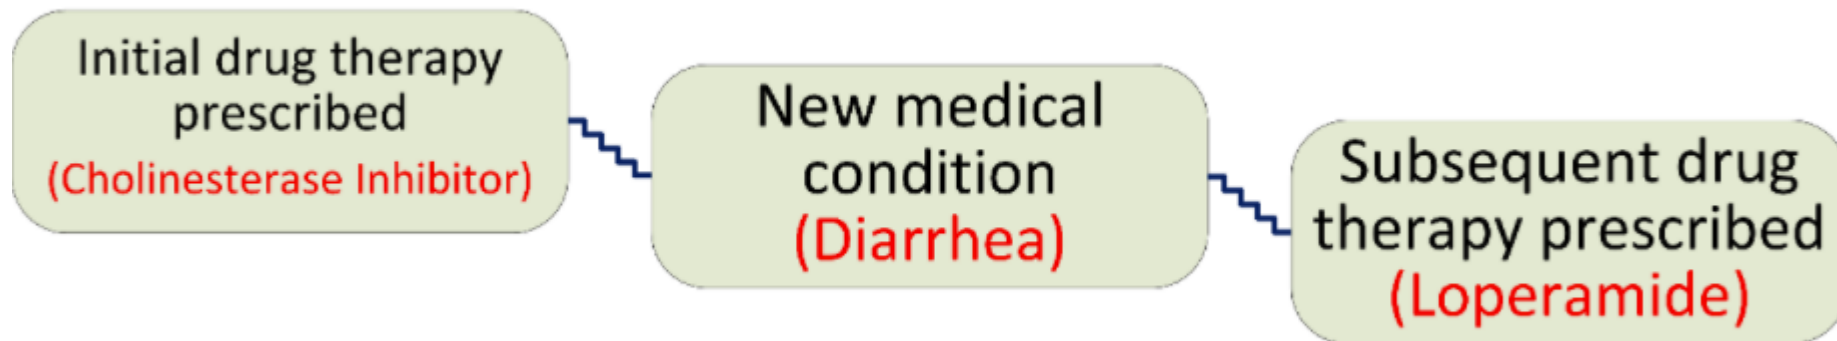 Initial drug therapy
prescribed
(Cholinesterase Inhibitor)
New medical
condition
(Diarrhea)
Subsequent drug
therapy prescribed
(Loperamide)